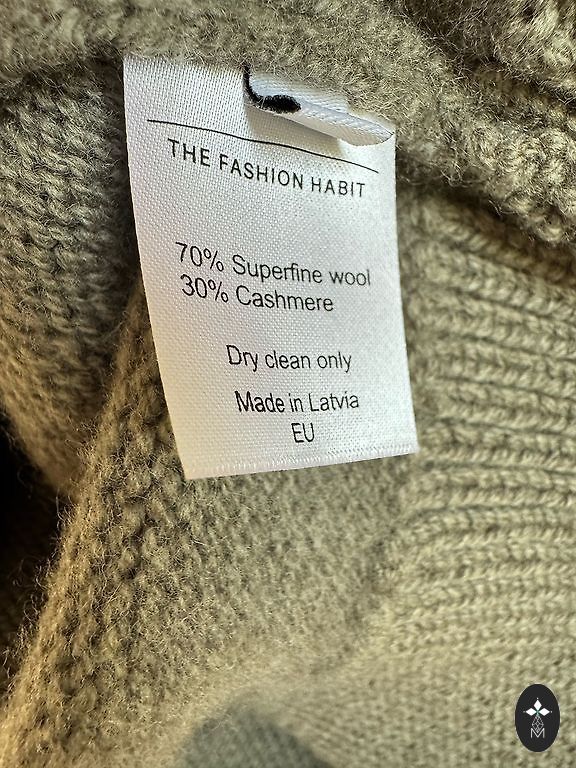 THE FASHION HABIT
70% Superfine wool
30% Cashmere
Dry clean only
Made in Latvia
EU
M